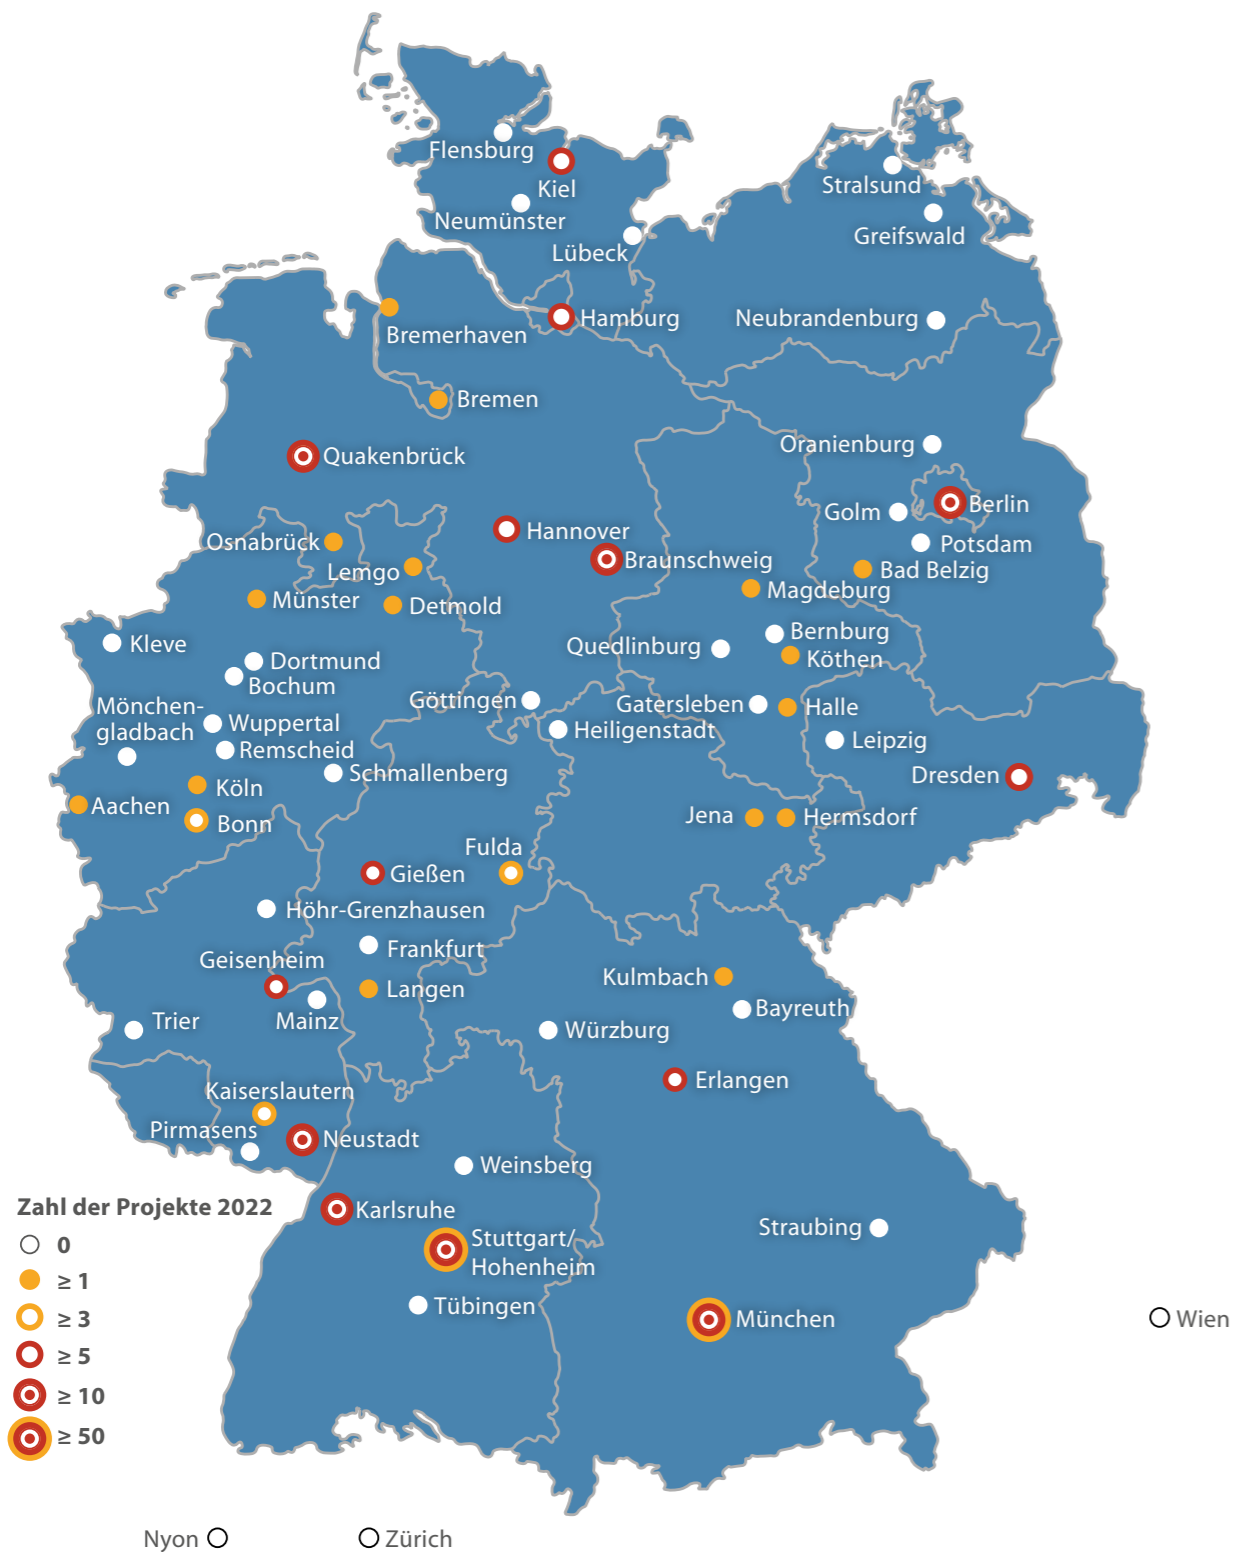 Flensburg
Kiel
Stralsund
Neumünster
Greifswald
Lübeck
Hamburg
Neubrandenburg
Bremerhaven
Bremen
Oranienburg
Quakenbrück
Berlin
Golm
Hannover
Osnabrück
Potsdam
Braunschweig
Lemgo
Bad Belzig
Magdeburg
Münster
Detmold
Bernburg
Kleve
Quedlinburg
Köthen
Dortmund
Bochum
Göttingen
Gatersleben
Halle
Mönchen-
gladbach
Wuppertal
Heiligenstadt
Leipzig
Remscheid
Schmallenberg
Dresden
Köln
Aachen
Bonn
Jena
Hermsdorf
Fulda
Gießen
Höhr-Grenzhausen
Frankfurt
Geisenheim
Kulmbach
Langen
Bayreuth
Mainz
Trier
Würzburg
Erlangen
Kaiserslautern
Pirmasens
Neustadt
Weinsberg
Zahl der Projekte 2022
0
≥ 1
≥ 3
≥ 5
≥ 10
≥ 50
Karlsruhe
Straubing
Stuttgart/
Hohenheim
Tübingen
München
Wien
Nyon
Zürich